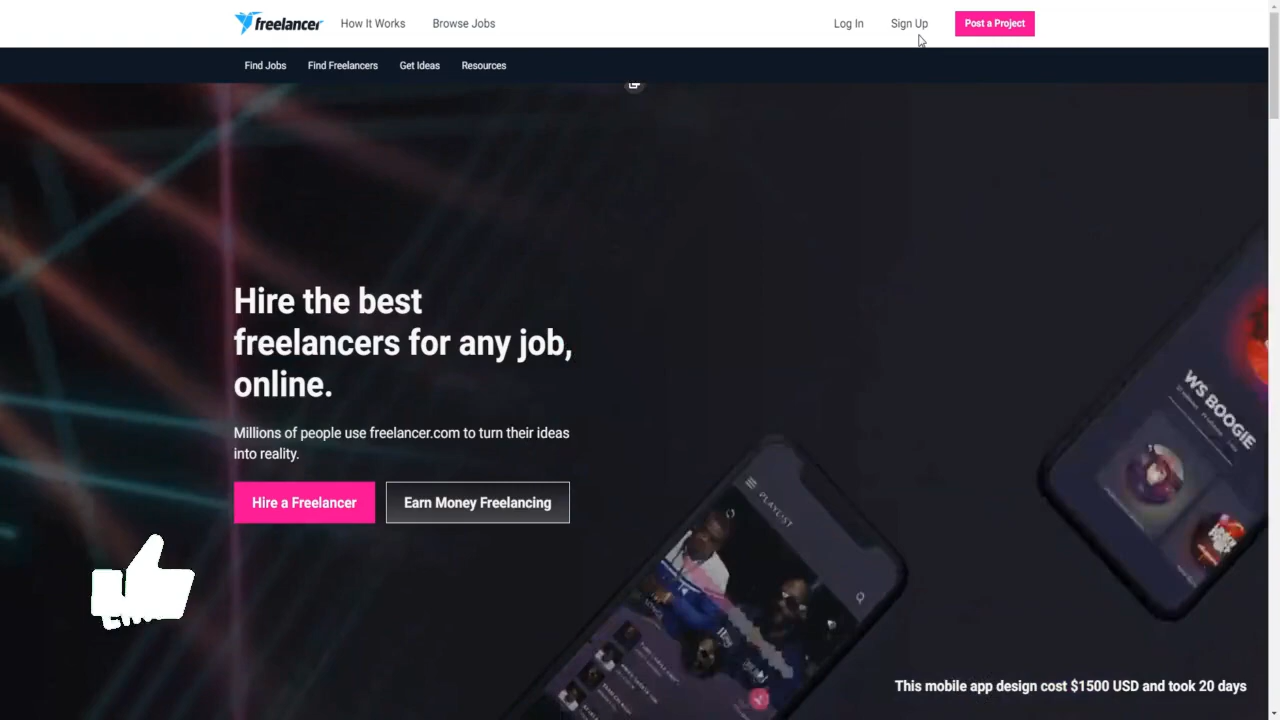 freelancer
How It Works
Browse Jobs
Log In
Sign Up
Post a Project
Find Jobs
Find Freelancers
Get Ideas
Resources
Hire the best
freelancers for any job,
online.
Millions of people use freelancer.com to turn their ideas
into reality.
Hire a Freelancer
Earn Money Freelancing
PLAYLIST
WS BOOGIE
This mobile app design cost $1500 USD and took 20 days